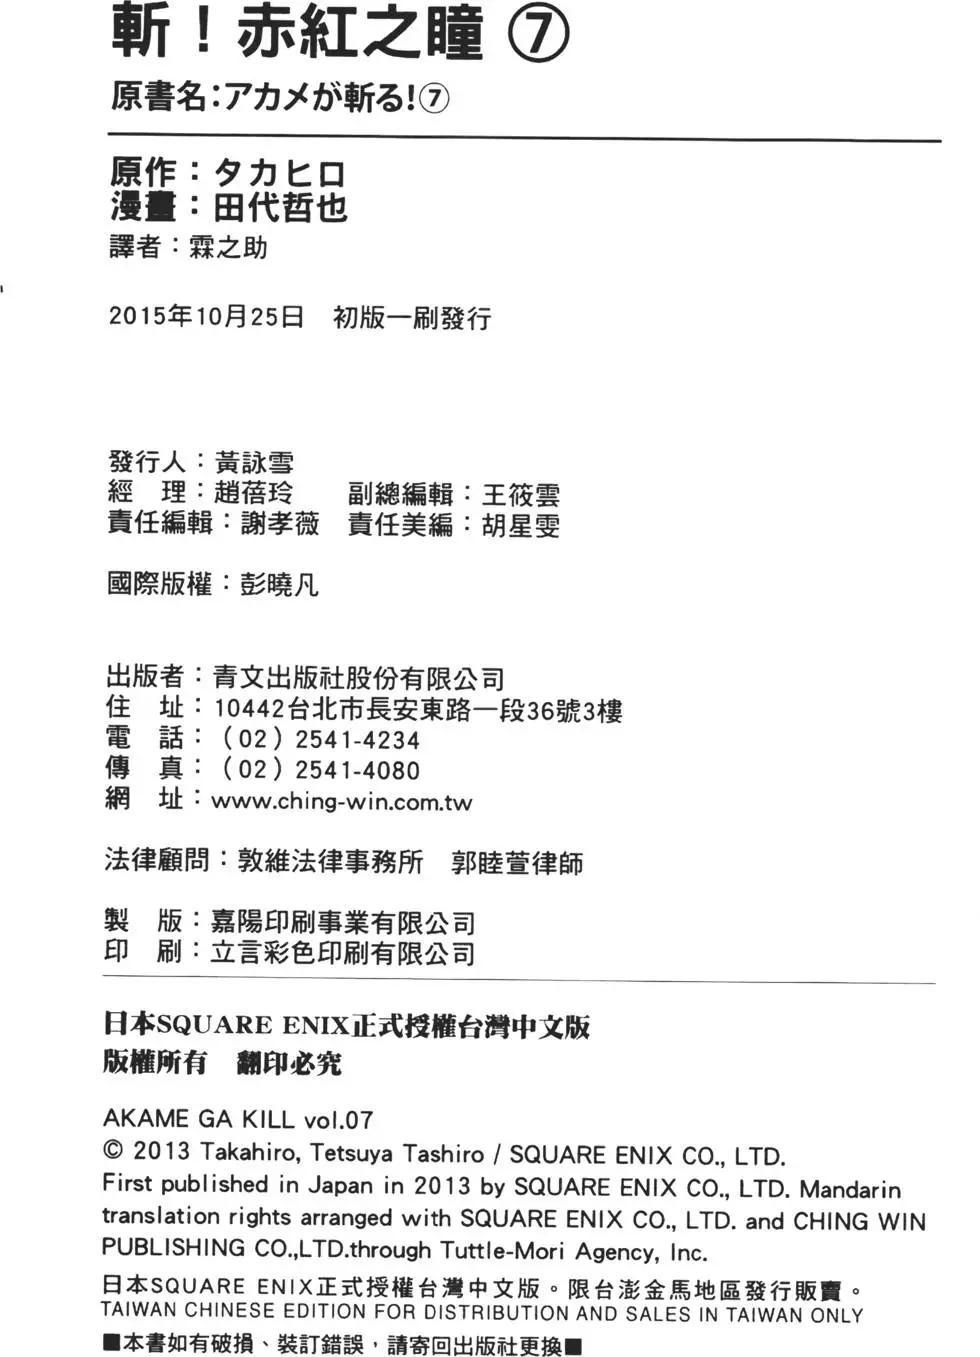 斬！赤紅之瞳⑦
原書名：アカメが斬る！⑦
原作：タカヒロ
漫畫：田代哲也
譯者：霖之助
2015年10月25日　初版一刷發行
發行人：黃詠雪
經　理：趙蓓玲　　副總編輯：王筱雲
責任編輯：謝孝薇　責任美編：胡星雯
國際版權：彭曉凡
出版者：青文出版社股份有限公司
住　址：10442台北市長安東路一段36號3樓
電　話：（02）2541-4234
傳　真：（02）2541-4080
網　址：www.ching-win.com.tw
法律顧問：敦維法律事務所　郭睦萱律師
製　版：嘉陽印刷事業有限公司
印　刷：立言彩色印刷有限公司
日本SQUARE ENIX正式授權台灣中文版
版權所有　翻印必究
AKAME GA KILL vol.07
© 2013 Takahiro, Tetsuya Tashiro / SQUARE ENIX CO., LTD.
First published in Japan in 2013 by SQUARE ENIX CO., LTD. Mandarin
translation rights arranged with SQUARE ENIX CO., LTD. and CHING WIN
PUBLISHING CO.,LTD.through Tuttle-Mori Agency, Inc.
日本SQUARE ENIX正式授權台灣中文版。限台澎金馬地區發行販賣。
TAIWAN CHINESE EDITION FOR DISTRIBUTION AND SALES IN TAIWAN ONLY
■本書如有破損、裝訂錯誤，請寄回出版社更換■